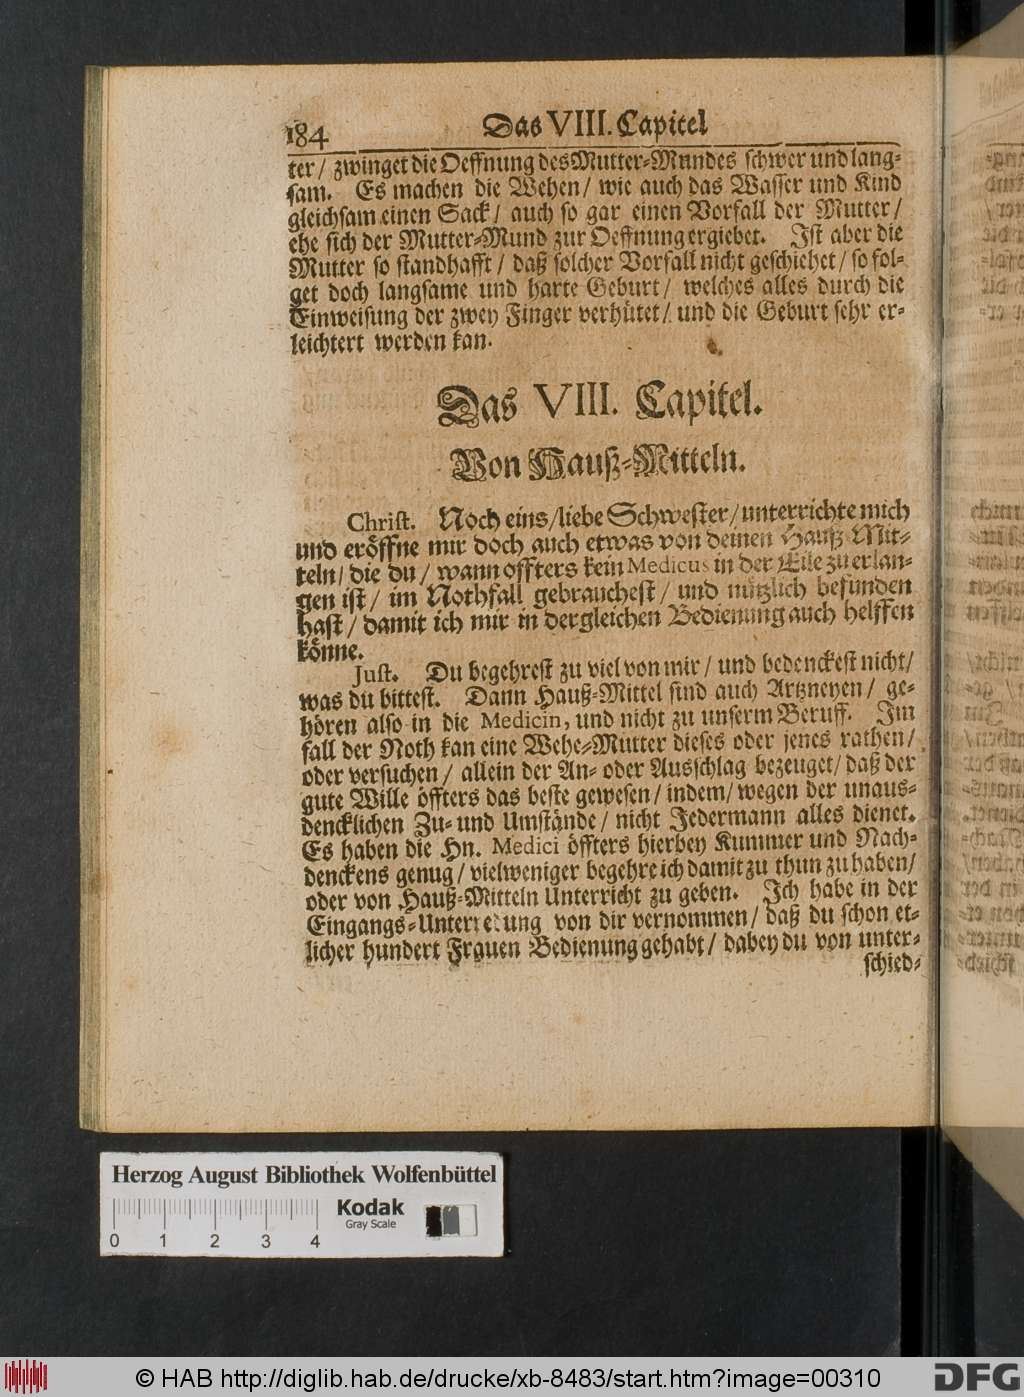 184 Das VIII. Capitel
ter/ zwinget die Oeffnung des Mutter-Mundes schwer und lang-
sam. Es machen die Wehen/ wie auch das Wasser und Kind
gleichsam einen Sack/ auch so gar einen Vorfall der Mutter/
ehe sich der Mutter-Mund zur Oeffnung ergiebet. Ist aber die
Mutter so standhafft/ daß solcher Vorfall nicht geschiehet/ so fol-
get doch langsame und harte Geburt/ welches alles durch die
Einweisung der zwey Finger verhütet/ und die Geburt sehr er-
leichtert werden kan.
Das VIII. Capitel.
Von Hauß-Mitteln.
Christ. Noch eins/ liebe Schwester/ unterrichte mich
und eröffne mir doch auch etwas von deinen Hauß-Mit-
teln/ die du/ wann offters kein Medicus in der Eile zu erlan-
gen ist/ im Nothfall gebrauchest/ und nützlich befunden
hast/ damit ich mir in dergleichen Bedienung auch helffen
könne.
Just. Du begehrest zu viel von mir/ und bedenckest nicht/
was du bittest. Dann Hauß-Mittel sind auch Artzneyen/ ge-
hören also in die Medicin, und nicht zu unserm Beruff. Im
fall der Noth kan eine Wehe-Mutter dieses oder jenes rathen/
oder versuchen/ allein der An- oder Ausschlag bezeuget/ daß der
gute Wille öffters das beste gewesen/ indem/ wegen der unaus-
dencklichen Zu- und Umstände/ nicht Jedermann alles dienet.
Es haben die Hn. Medici öffters hierbey Kummer und Nach-
denckens genug/ vielweniger begehre ich damit zu thun zu haben/
oder von Hauß-Mitteln Unterricht zu geben. Ich habe in der
Eingangs-Unterredung von dir vernommen/ daß du schon et-
licher hundert Frauen Bedienung gehabt/ dabey du von unter-
schied-
Herzog August Bibliothek Wolfenbüttel
Kodak
Gray Scale
0 1 2 3 4
© HAB http://diglib.hab.de/drucke/xb-8483/start.htm?image=00310
DFG